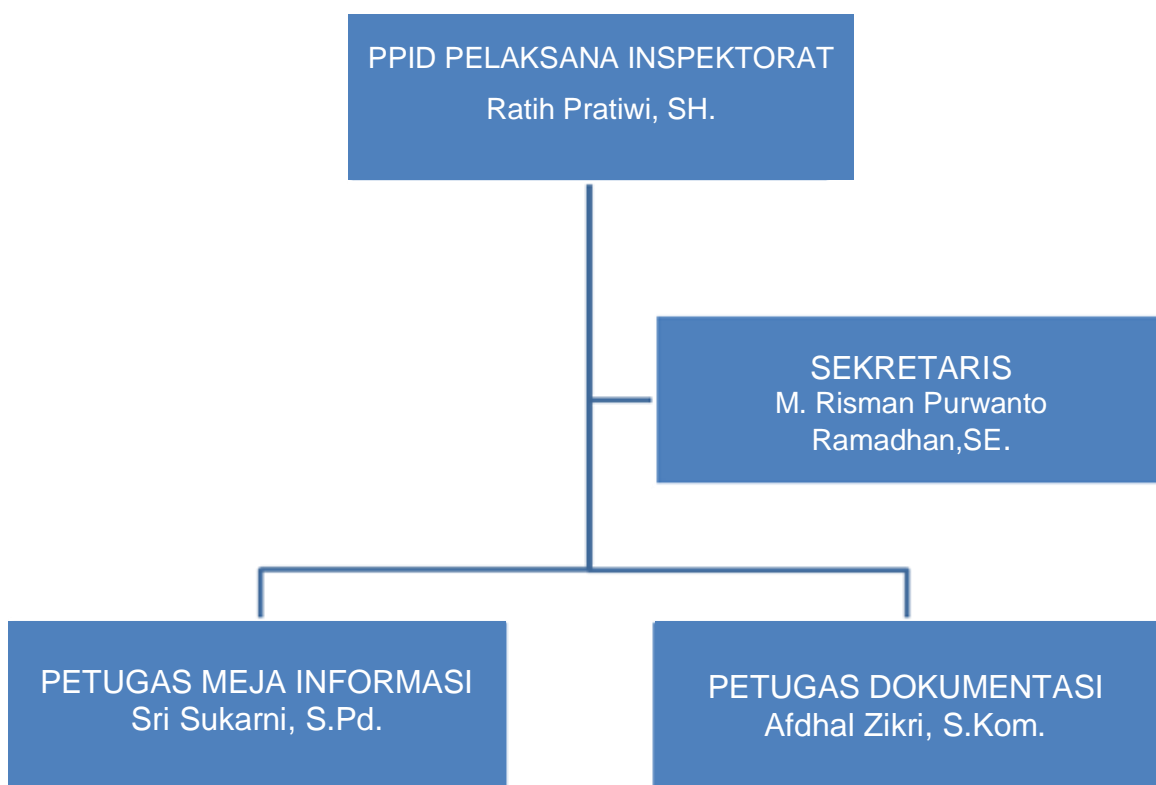 PPID PELAKSANA INSPEKTORAT
Ratih Pratiwi, SH.
SEKRETARIS
M. Risman Purwanto
Ramadhan,SE.
PETUGAS MEJA INFORMASI
Sri Sukarni, S.Pd.
PETUGAS DOKUMENTASI
Afdhal Zikri, S.Kom.